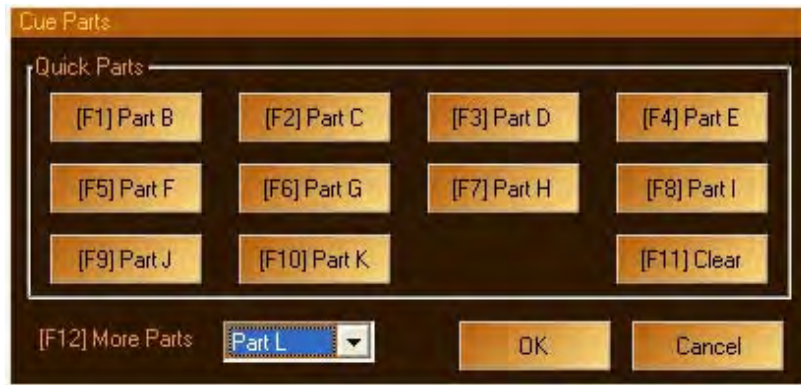 Cue Parts
Quick Parts
[F1] Part B [F2] Part C [F3] Part D [F4] Part E
[F5] Part F [F6] Part G [F7] Part H [F8] Part I
[F9] Part J [F10] Part K [F11] Clear
[F12] More Parts Part L OK Cancel